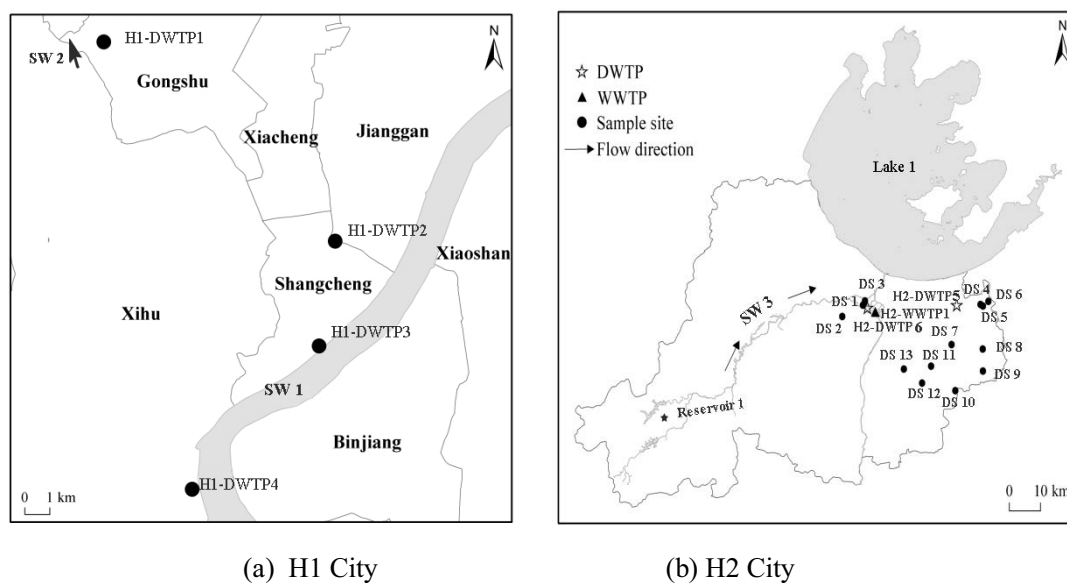 H1-DWTP1
SW 2
Gongshu
N
Xiacheng
Jianggan
H1-DWTP2
Xiaoshan
Shangcheng
Xihu
H1-DWTP3
SW 1
Binjiang
H1-DWTP4
0 1 km
(a) H1 City
N
DWTP
WWTP
Sample site
Flow direction
Lake 1
SW 3
DS 3
DS 1
DS 2
H2-DWTP5
H2-WWTP1
H2-DWTP6
DS 4
DS 6
DS 5
DS 7
DS 8
DS 13
DS 11
DS 9
DS 12
DS 10
Reservoir 1
0 10 km
(b) H2 City